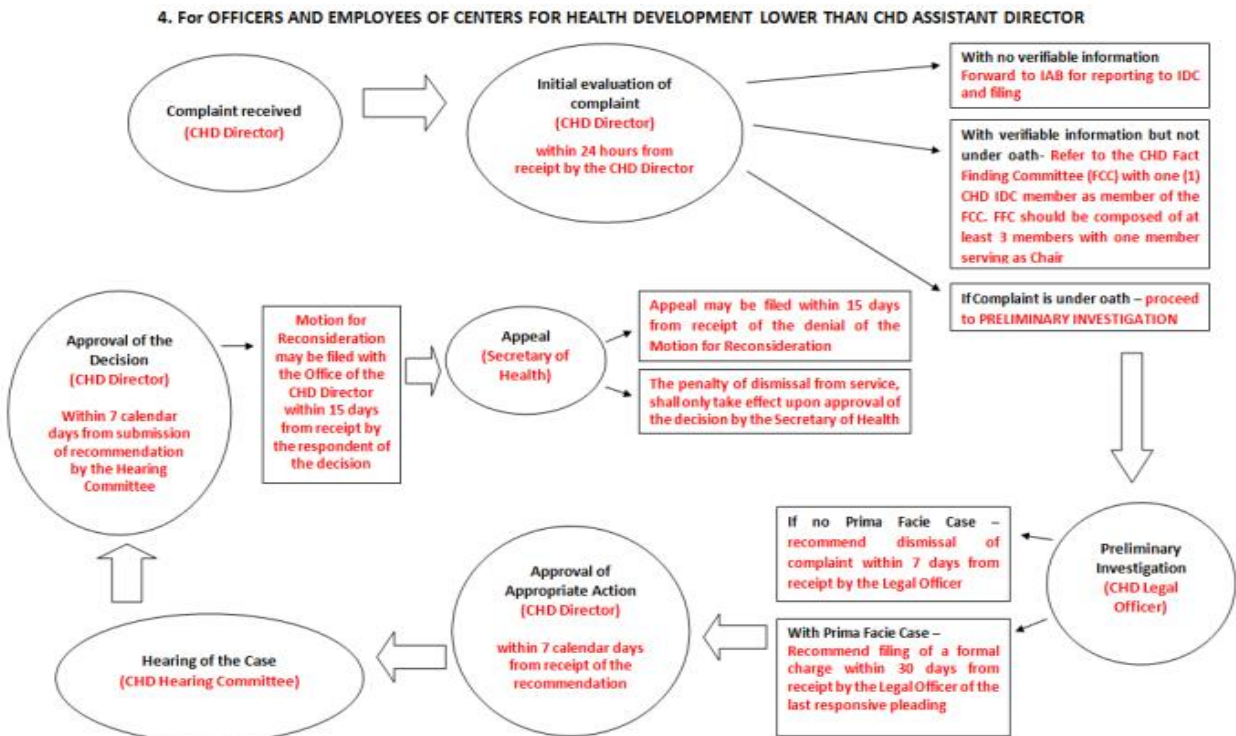 4. For OFFICERS AND EMPLOYEES OF CENTERS FOR HEALTH DEVELOPMENT LOWER THAN CHD ASSISTANT DIRECTOR
Complaint received
(CHD Director)
Initial evaluation of
complaint
(CHD Director)
within 24 hours from
receipt by the CHD Director
With no verifiable information
Forward to IAB for reporting to IDC
and filing
With verifiable information but not
under oath- Refer to the CHD Fact
Finding Committee (FCC) with one (1)
CHD IDC member as member of the
FCC. FFC should be composed of at
least 3 members with one member
serving as Chair
If Complaint is under oath – proceed
to PRELIMINARY INVESTIGATION
Preliminary
Investigation
(CHD Legal
Officer)
If no Prima Facie Case –
recommend dismissal of
complaint within 7 days from
receipt by the Legal Officer
With Prima Facie Case –
Recommend filing of a formal
charge within 30 days from
receipt by the Legal Officer of the
last responsive pleading
Approval of
Appropriate Action
(CHD Director)
within 7 calendar days
from receipt of the
recommendation
Hearing of the Case
(CHD Hearing Committee)
Approval of the
Decision
(CHD Director)
Within 7 calendar
days from submission
of recommendation
by the Hearing
Committee
Motion for
Reconsideration
may be filed with
the Office of the
CHD Director
within 15 days
from receipt by
the respondent of
the decision
Appeal
(Secretary of
Health)
Appeal may be filed within 15 days
from receipt of the denial of the
Motion for Reconsideration
The penalty of dismissal from service,
shall only take effect upon approval of
the decision by the Secretary of Health